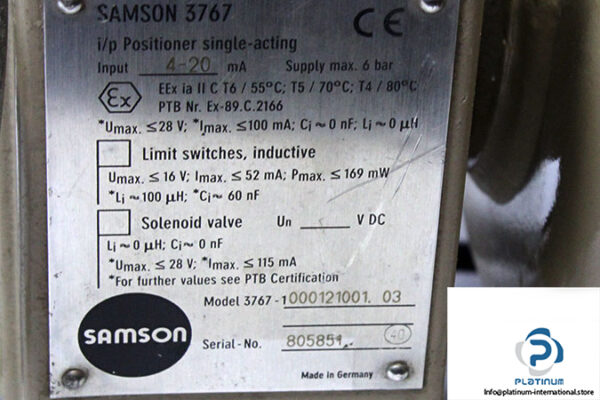 SAMSON 3767
CE
i/p Positioner single-acting
Input 4-20 mA Supply max. 6 bar
Ex EEx ia II C T6 / 55°C; T5 / 70°C; T4 / 80°C
PTB Nr. Ex-89.C.2166
*Umax. ≤28 V; *Imax. ≤100 mA; Ci ~ 0 nF; Li ~ 0 µH
Limit switches, inductive
Umax. ≤ 16 V; Imax. ≤ 52 mA; Pmax. ≤ 169 mW
*Li ~ 100 µH; *Ci ~ 60 nF
Solenoid valve Un ____ V DC
Li ~ 0 µH; Ci ~ 0 nF
*Umax. ≤ 28 V; *Imax. ≤ 115 mA
*For further values see PTB Certification
Model 3767-1000121001. 03
SAMSON
Serial-No. 805851.. 40
Made in Germany
PLATINUM
Info@platinum-international.store